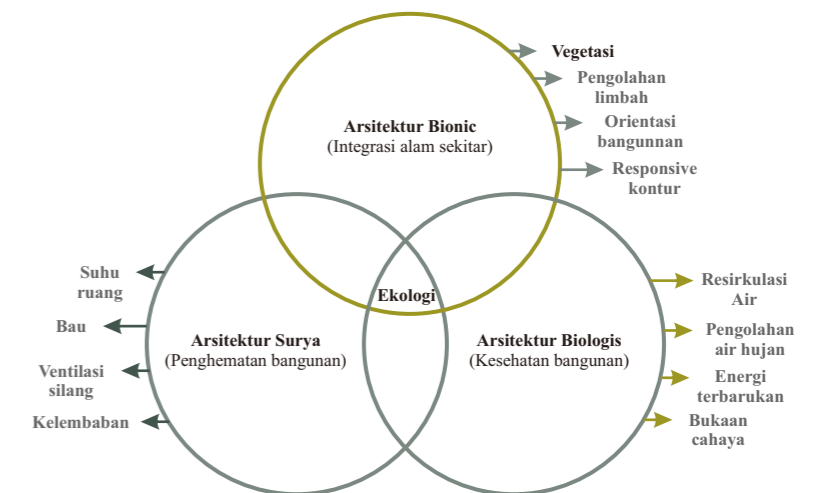 Vegetasi
Pengolahan
limbah
Orientasi
bangunnan
Responsive
kontur
Arsitektur Bionic
(Integrasi alam sekitar)
Ekologi
Suhu
ruang
Bau
Ventilasi
silang
Kelembaban
Arsitektur Surya
(Penghematan bangunan)
Arsitektur Biologis
(Kesehatan bangunan)
Resirkulasi
Air
Pengolahan
air hujan
Energi
terbarukan
Bukaan
cahaya